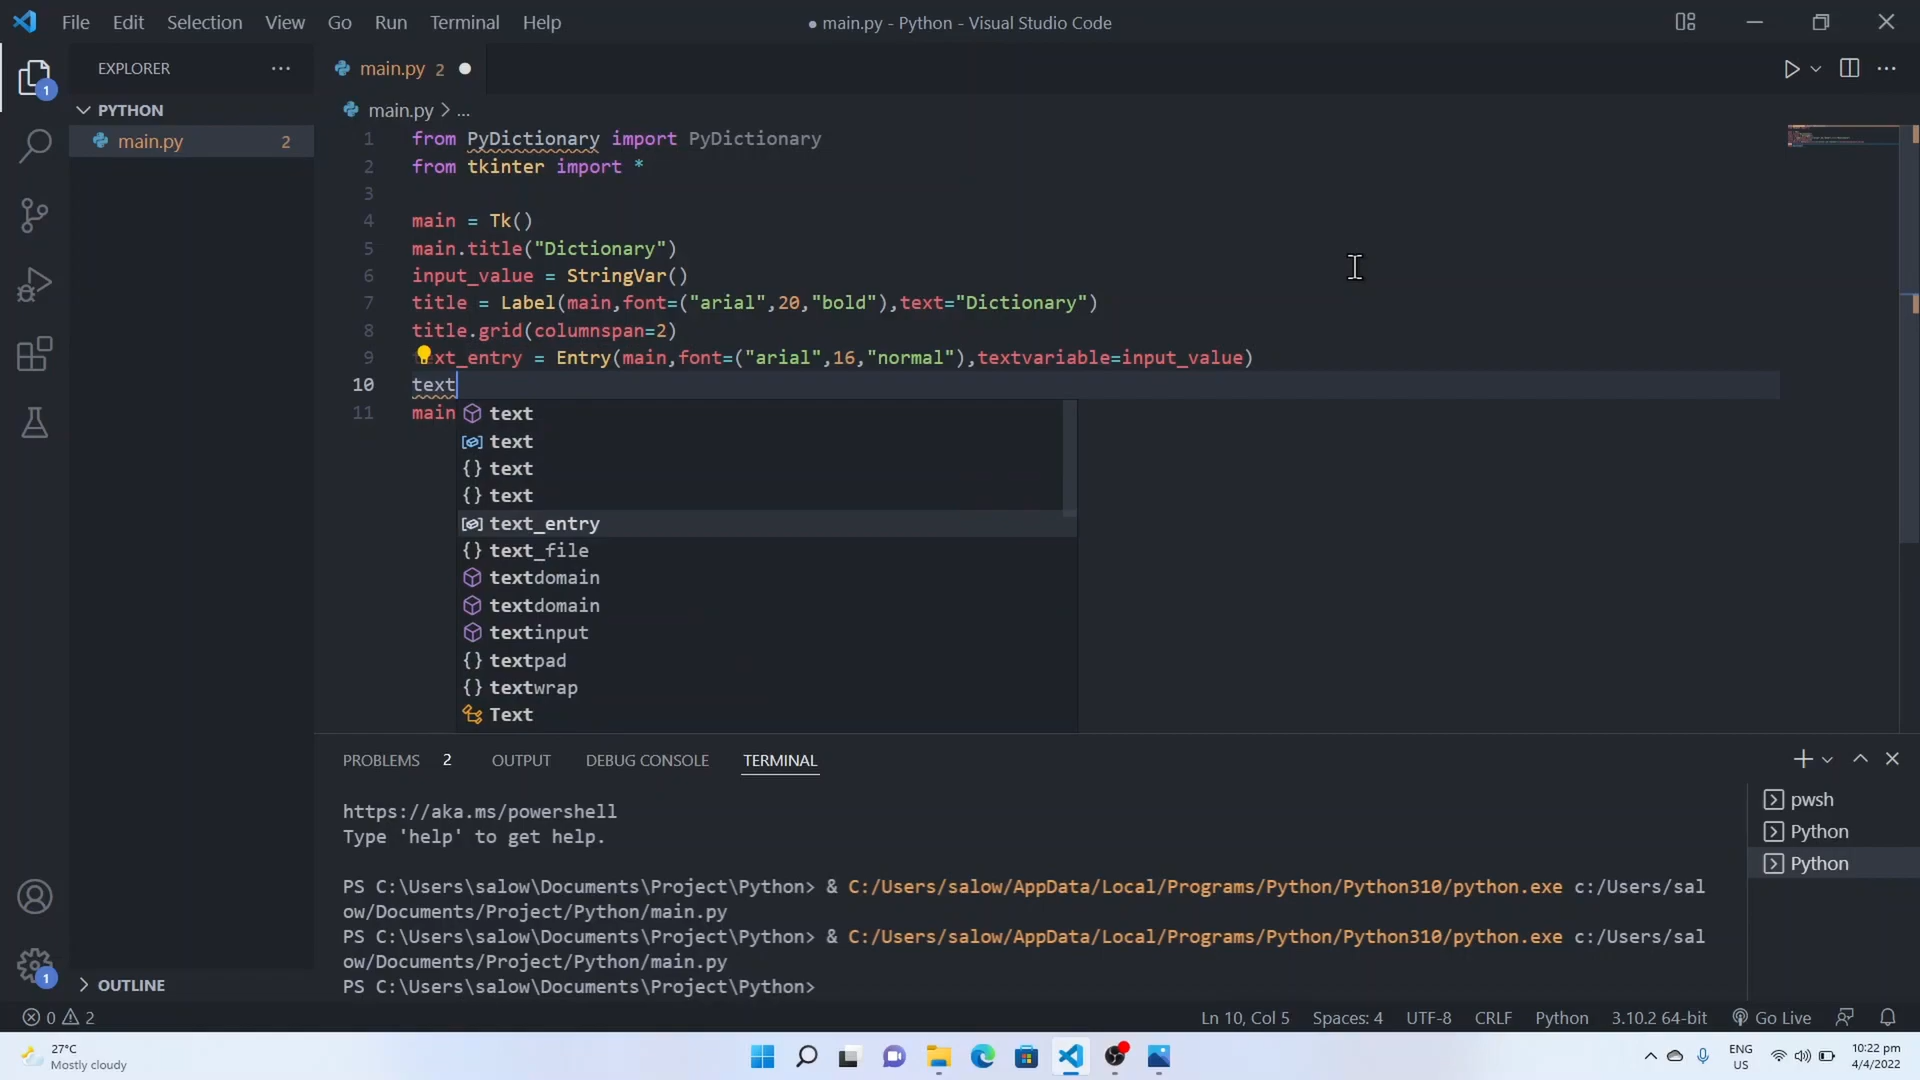 File Edit Selection View Go Run Terminal Help
● main.py - Python - Visual Studio Code
EXPLORER ...
main.py 2 ●
PYTHON
main.py 2
main.py > ...
1 from PyDictionary import PyDictionary
2 from tkinter import *
3
4 main = Tk()
5 main.title("Dictionary")
6 input_value = StringVar()
7 title = Label(main,font=("arial",20,"bold"),text="Dictionary")
8 title.grid(columnspan=2)
9 text_entry = Entry(main,font=("arial",16,"normal"),textvariable=input_value)
10 text
11 main
text
text
{} text
{} text
text_entry
{} text_file
textdomain
textdomain
textinput
{} textpad
{} textwrap
Text
PROBLEMS 2 OUTPUT DEBUG CONSOLE TERMINAL
https://aka.ms/powershell
Type 'help' to get help.
PS C:\Users\salow\Documents\Project\Python> & C:/Users/salow/AppData/Local/Programs/Python/Python310/python.exe c:/Users/sal
ow/Documents/Project/Python/main.py
PS C:\Users\salow\Documents\Project\Python> & C:/Users/salow/AppData/Local/Programs/Python/Python310/python.exe c:/Users/sal
ow/Documents/Project/Python/main.py
PS C:\Users\salow\Documents\Project\Python>
pwsh
Python
Python
1
1
OUTLINE
0 2
Ln 10, Col 5 Spaces: 4 UTF-8 CRLF Python 3.10.2 64-bit Go Live
27°C
Mostly cloudy
ENG
US
10:22 pm
4/4/2022